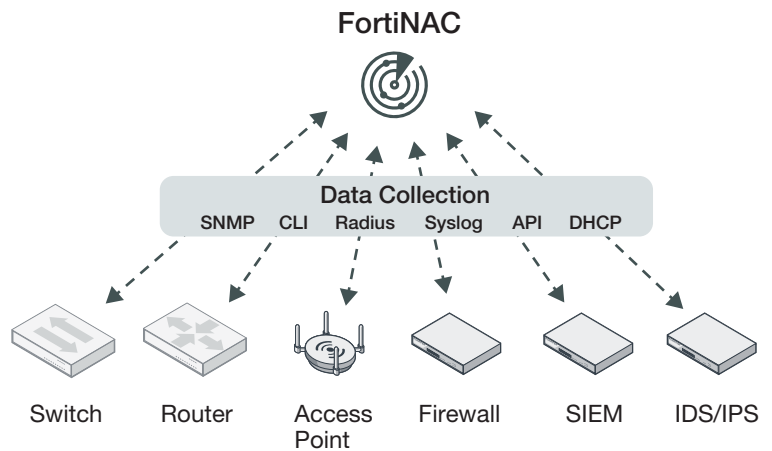 FortiNAC
Data Collection
SNMP CLI Radius Syslog API DHCP
Switch Router Access Point Firewall SIEM IDS/IPS